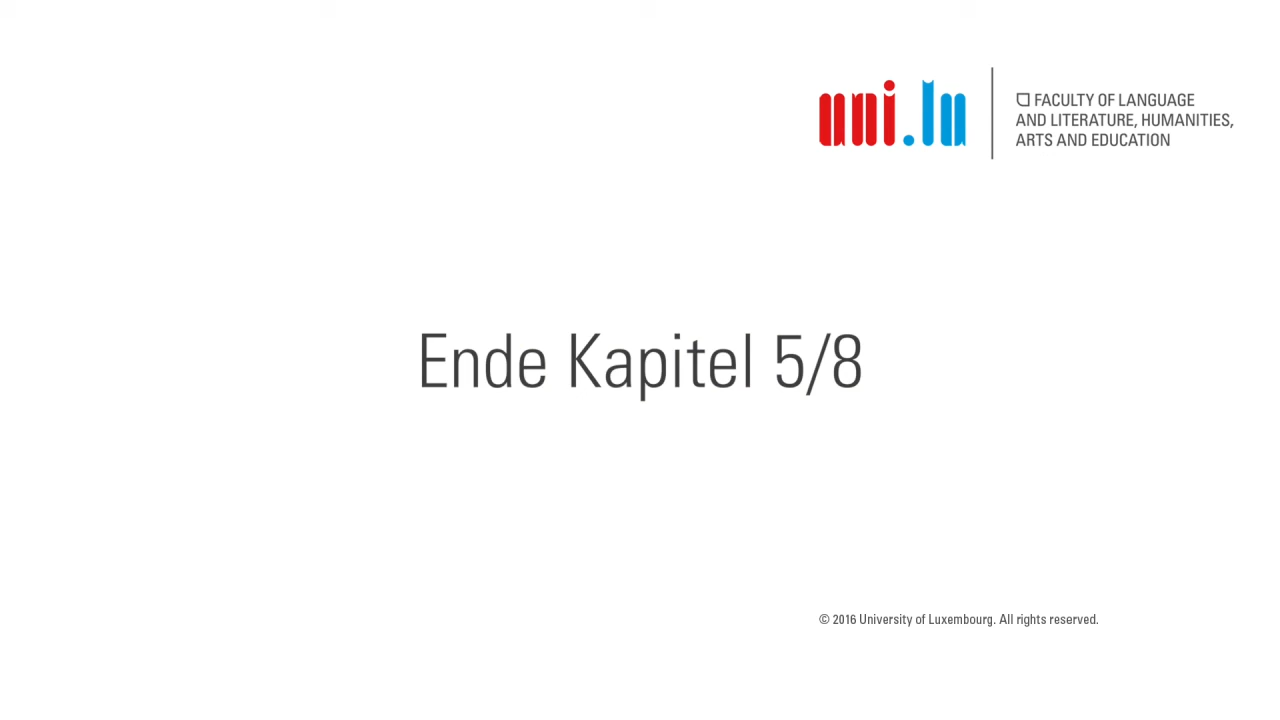 uni.lu
FACULTY OF LANGUAGE
AND LITERATURE, HUMANITIES,
ARTS AND EDUCATION
Ende Kapitel 5/8
© 2016 University of Luxembourg. All rights reserved.